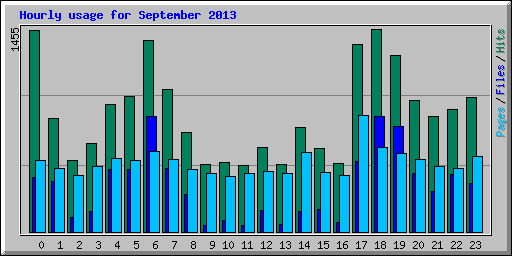 Hourly usage for September 2013
1455
Pages/Files/Hits
0 1 2 3 4 5 6 7 8 9 10 11 12 13 14 15 16 17 18 19 20 21 22 23